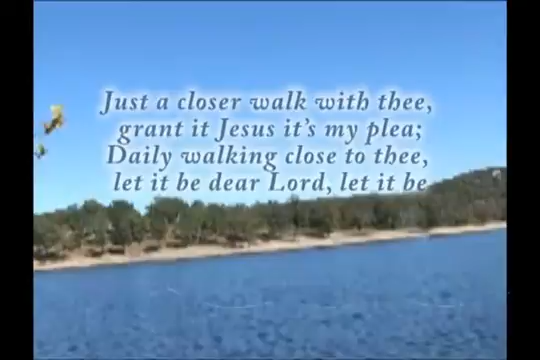 Just a closer walk with thee,
grant it Jesus it's my plea;
Daily walking close to thee,
let it be dear Lord, let it be